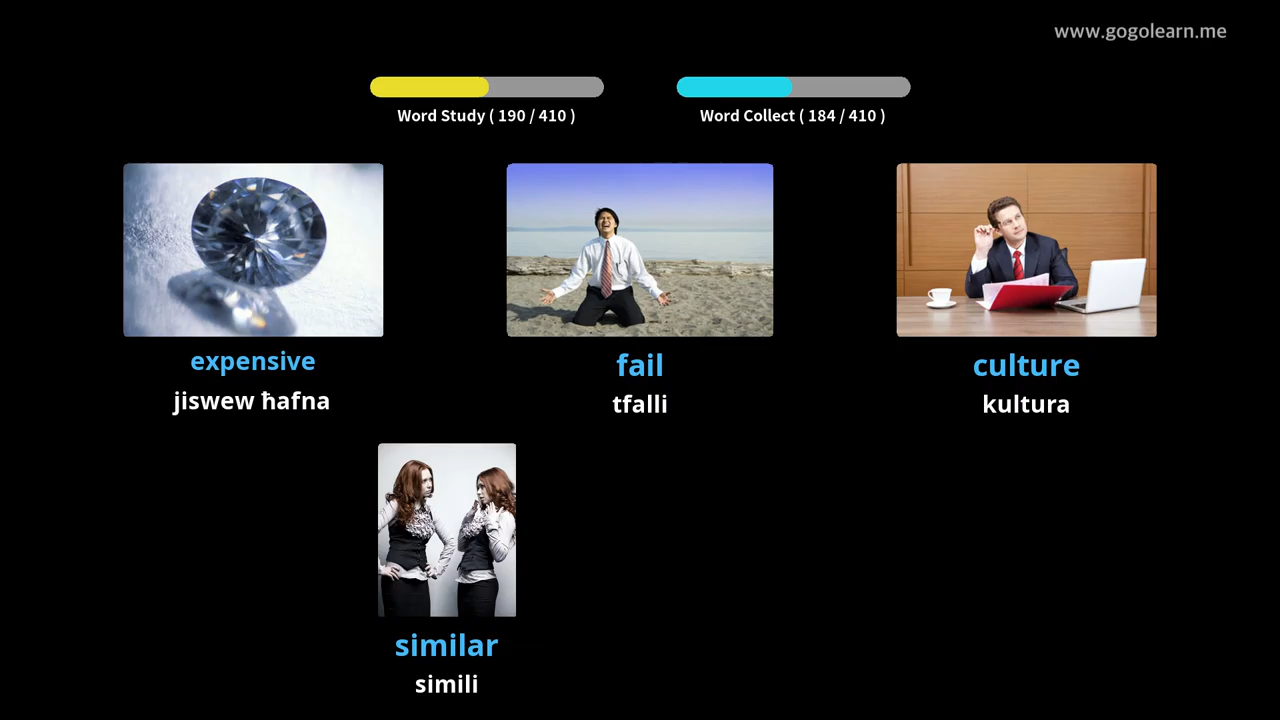 www.gogolearn.me
Word Study ( 190 / 410 )
Word Collect ( 184 / 410 )
expensive
jiswew ħafna
fail
tfalli
culture
kultura
similar
simili